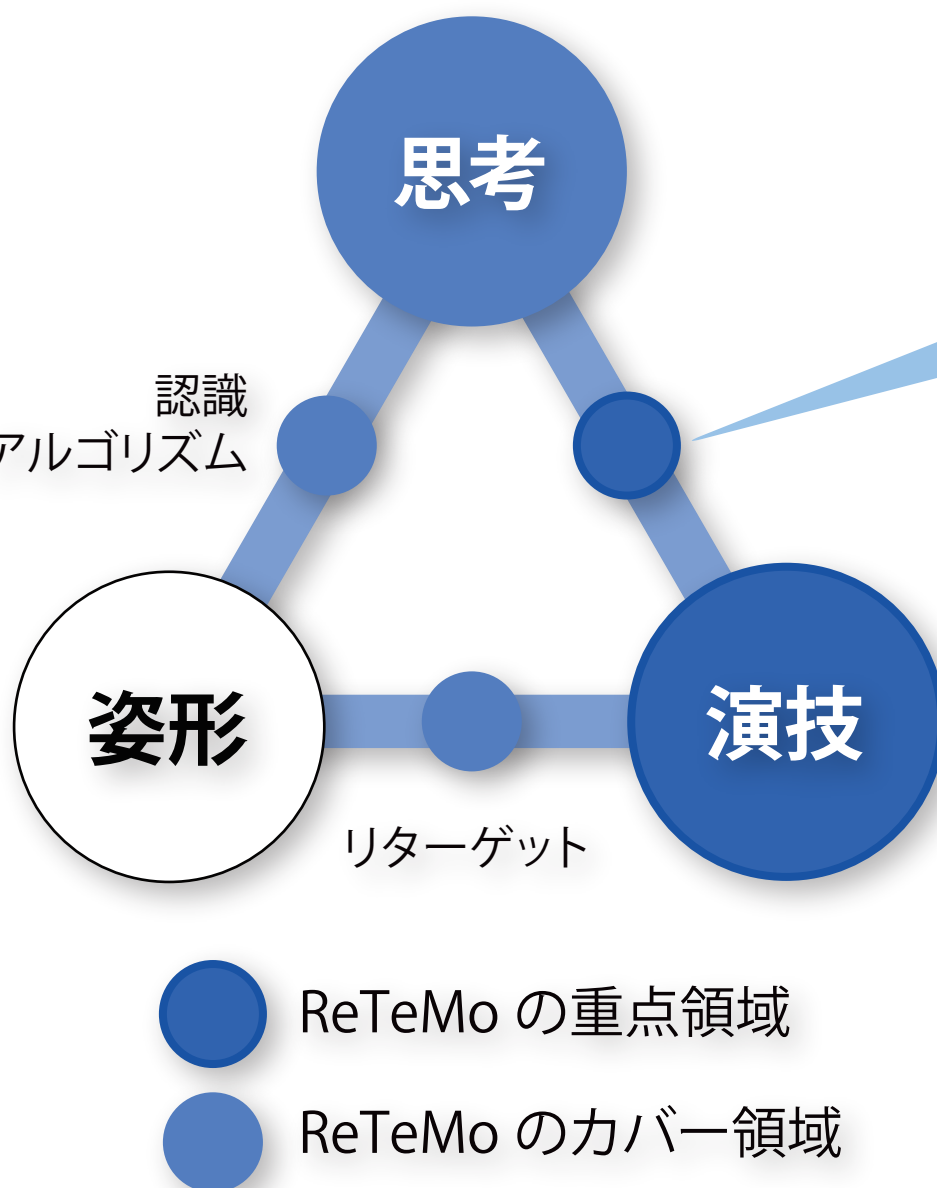 思考
認識
アルゴリズム
姿形
演技
リターゲット
ReTeMo の重点領域
ReTeMo のカバー領域